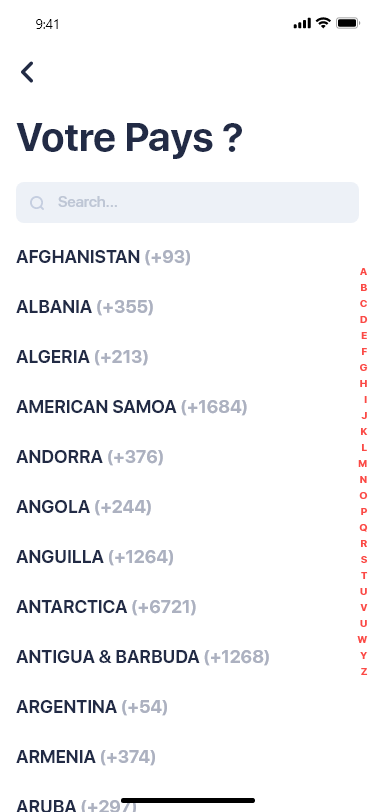 9:41
Votre Pays ?
Search...
AFGHANISTAN (+93)
ALBANIA (+355)
ALGERIA (+213)
AMERICAN SAMOA (+1684)
ANDORRA (+376)
ANGOLA (+244)
ANGUILLA (+1264)
ANTARCTICA (+6721)
ANTIGUA & BARBUDA (+1268)
ARGENTINA (+54)
ARMENIA (+374)
ARUBA (+297)
A
B
C
D
E
F
G
H
I
J
K
L
M
N
O
P
Q
R
S
T
U
V
U
W
Y
Z